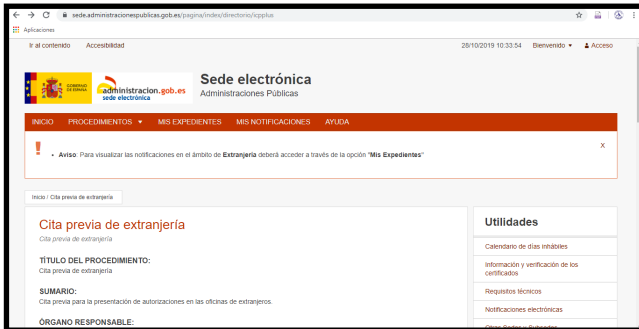 sede.administracionespublicas.gob.es/pagina/index/directorio/icpplus
Aplicaciones
Ir al contenido Accesibilidad 28/10/2019 10:33:54 Bienvenido Acceso
GOBIERNO DE ESPAÑA
administracion.gob.es
sede electrónica
Sede electrónica
Administraciones Públicas
INICIO PROCEDIMIENTOS MIS EXPEDIENTES MIS NOTIFICACIONES AYUDA
Aviso: Para visualizar las notificaciones en el ámbito de Extranjería deberá acceder a través de la opción "Mis Expedientes"
X
Inicio / Cita previa de extranjería
Cita previa de extranjería
Cita previa de extranjería
TÍTULO DEL PROCEDIMIENTO:
Cita previa de extranjería
SUMARIO:
Cita previa para la presentación de autorizaciones en las oficinas de extranjeros.
ÓRGANO RESPONSABLE:
Utilidades
Calendario de días inhábiles
Información y verificación de los
certificados
Requisitos técnicos
Notificaciones electrónicas